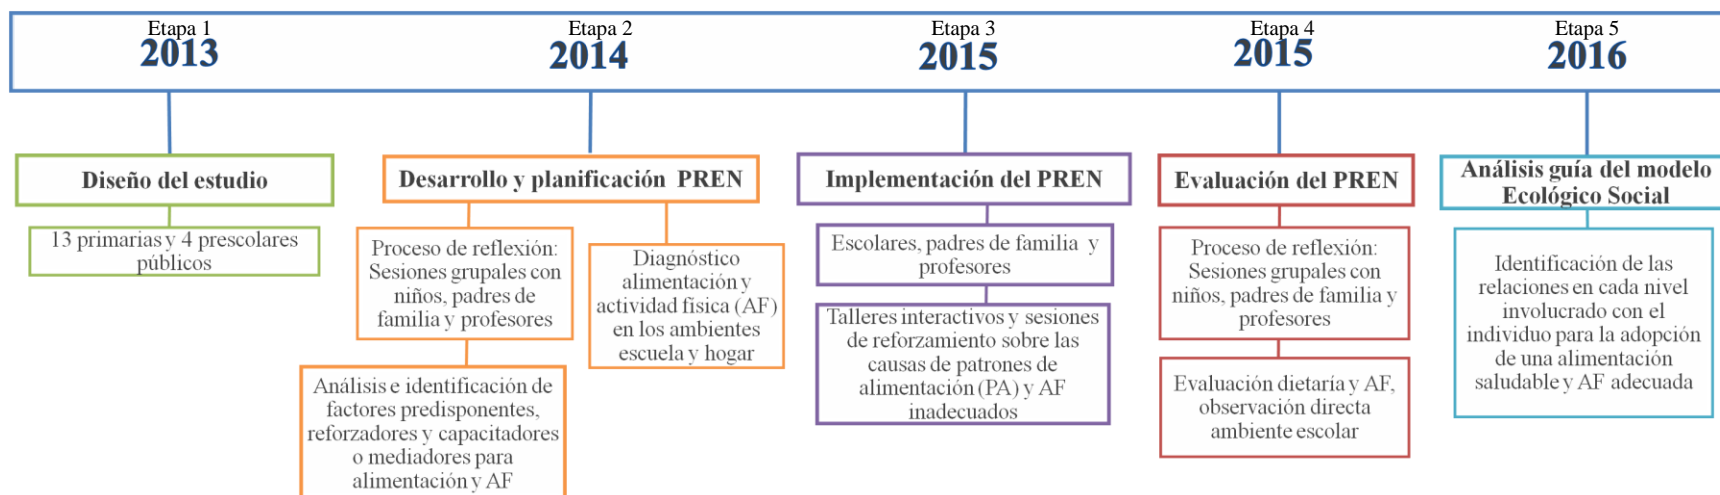 Etapa 1
2013
Etapa 2
2014
Etapa 3
2015
Etapa 4
2015
Etapa 5
2016
Diseño del estudio
13 primarias y 4 prescolares
públicos
Desarrollo y planificación PREN
Proceso de reflexión:
Sesiones grupales con
niños, padres de
familia y profesores
Análisis e identificación de
factores predisponentes,
reforzadores y capacitadores
o mediadores para
alimentación y AF
Diagnóstico
alimentación y
actividad física (AF)
en los ambientes
escuela y hogar
Implementación del PREN
Escolares, padres de familia y
profesores
Talleres interactivos y sesiones
de reforzamiento sobre las
causas de patrones de
alimentación (PA) y AF
inadecuados
Evaluación del PREN
Proceso de reflexión:
Sesiones grupales con
niños, padres de familia y
profesores
Evaluación dietaría y AF,
observación directa
ambiente escolar
Análisis guía del modelo
Ecológico Social
Identificación de las
relaciones en cada nivel
involucrado con el
individuo para la adopción
de una alimentación
saludable y AF adecuada